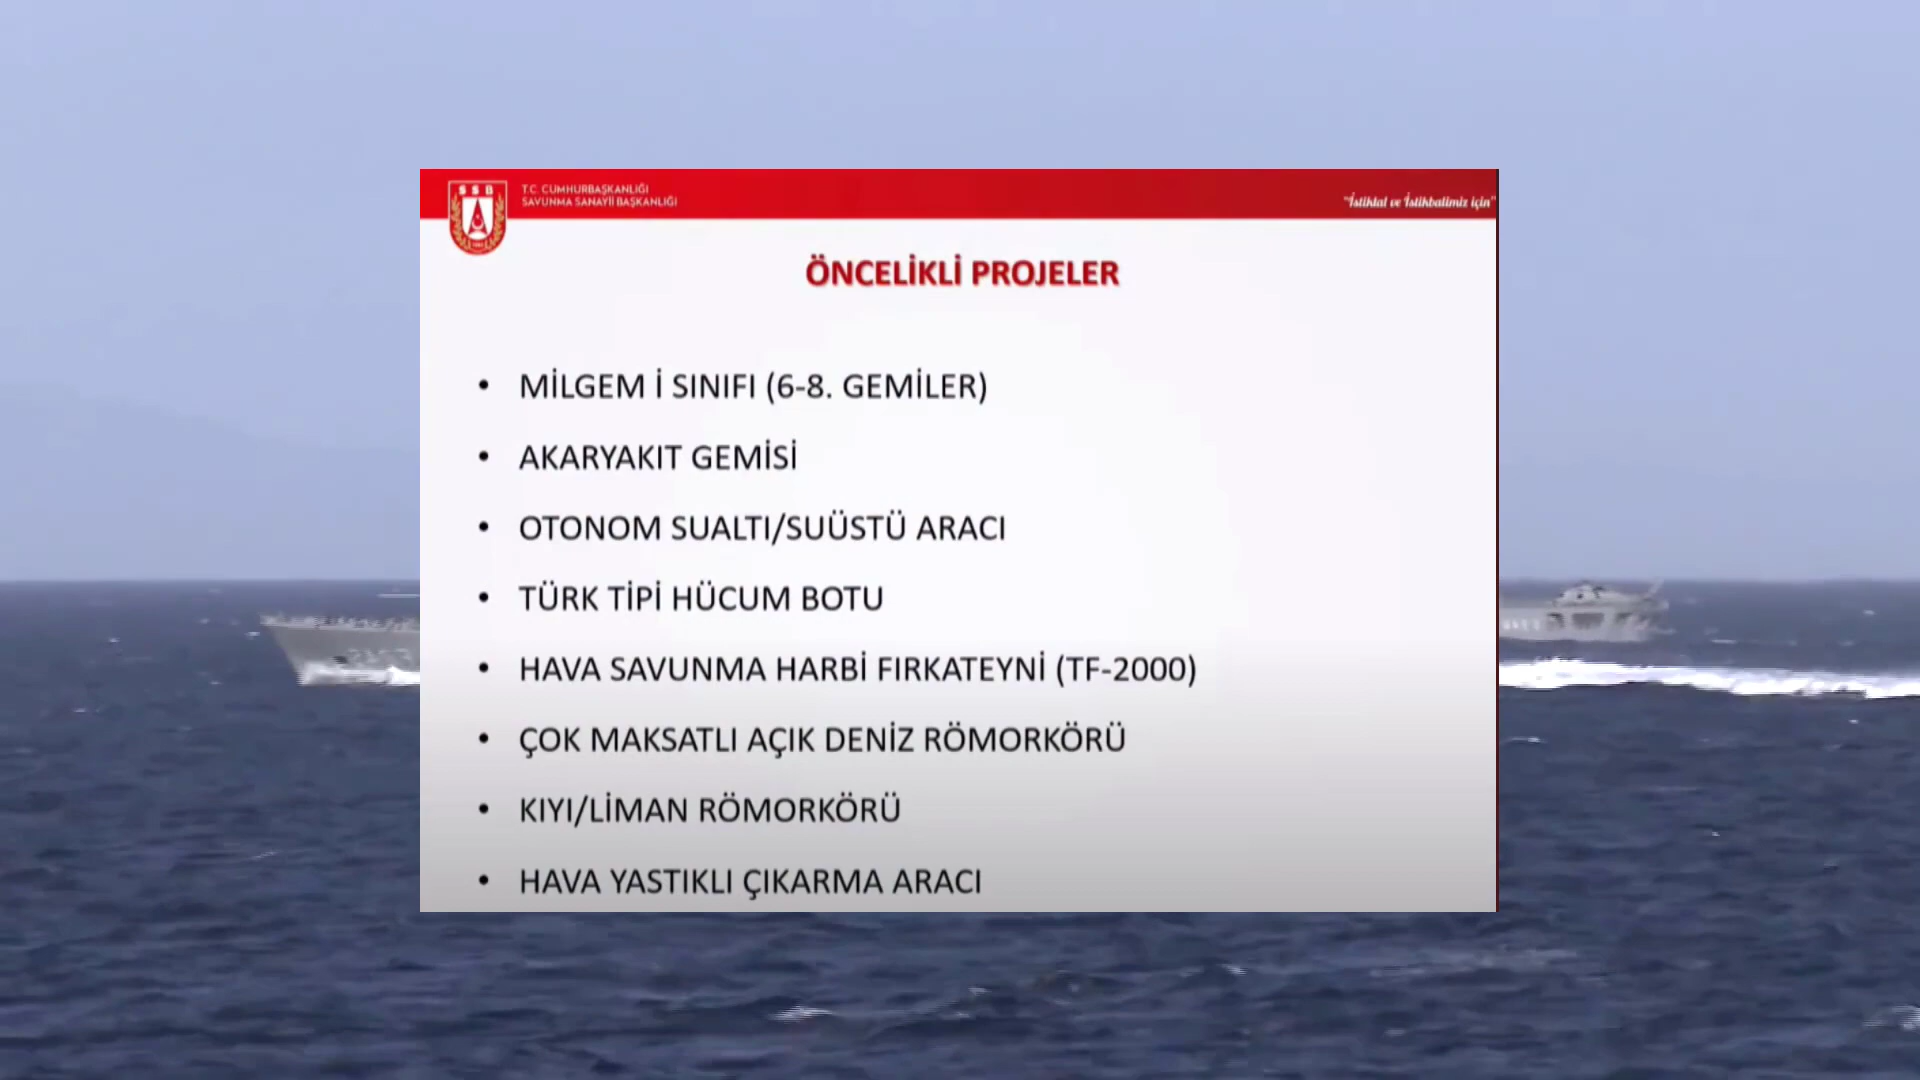 SSB
T.C. CUMHURBAŞKANLIĞI
SAVUNMA SANAYİİ BAŞKANLIĞI
"İstiklal ve İstikbalimiz için"
ÖNCELİKLİ PROJELER
• MİLGEM İ SINIFI (6-8. GEMİLER)
• AKARYAKIT GEMİSİ
• OTONOM SUALTI/SUÜSTÜ ARACI
• TÜRK TİPİ HÜCUM BOTU
• HAVA SAVUNMA HARBİ FIRKATEYNİ (TF-2000)
• ÇOK MAKSATLI AÇIK DENİZ RÖMORKÖRÜ
• KIYI/LİMAN RÖMORKÖRÜ
• HAVA YASTIKLI ÇIKARMA ARACI